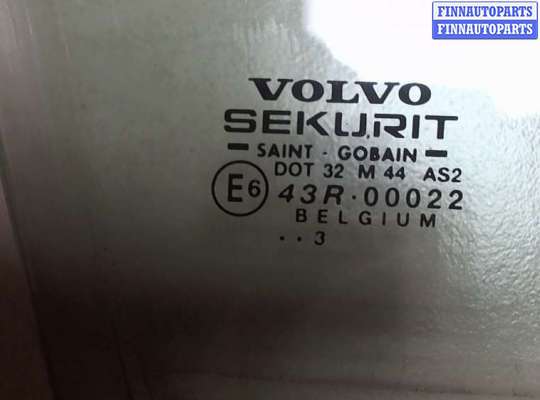 FINNAUTOPARTS
FINNAUTOPARTS
VOLVO
SEKURIT
SAINT - GOBAIN
DOT 32 M 44 AS2
E6 43R·00022
BELGIUM
··3